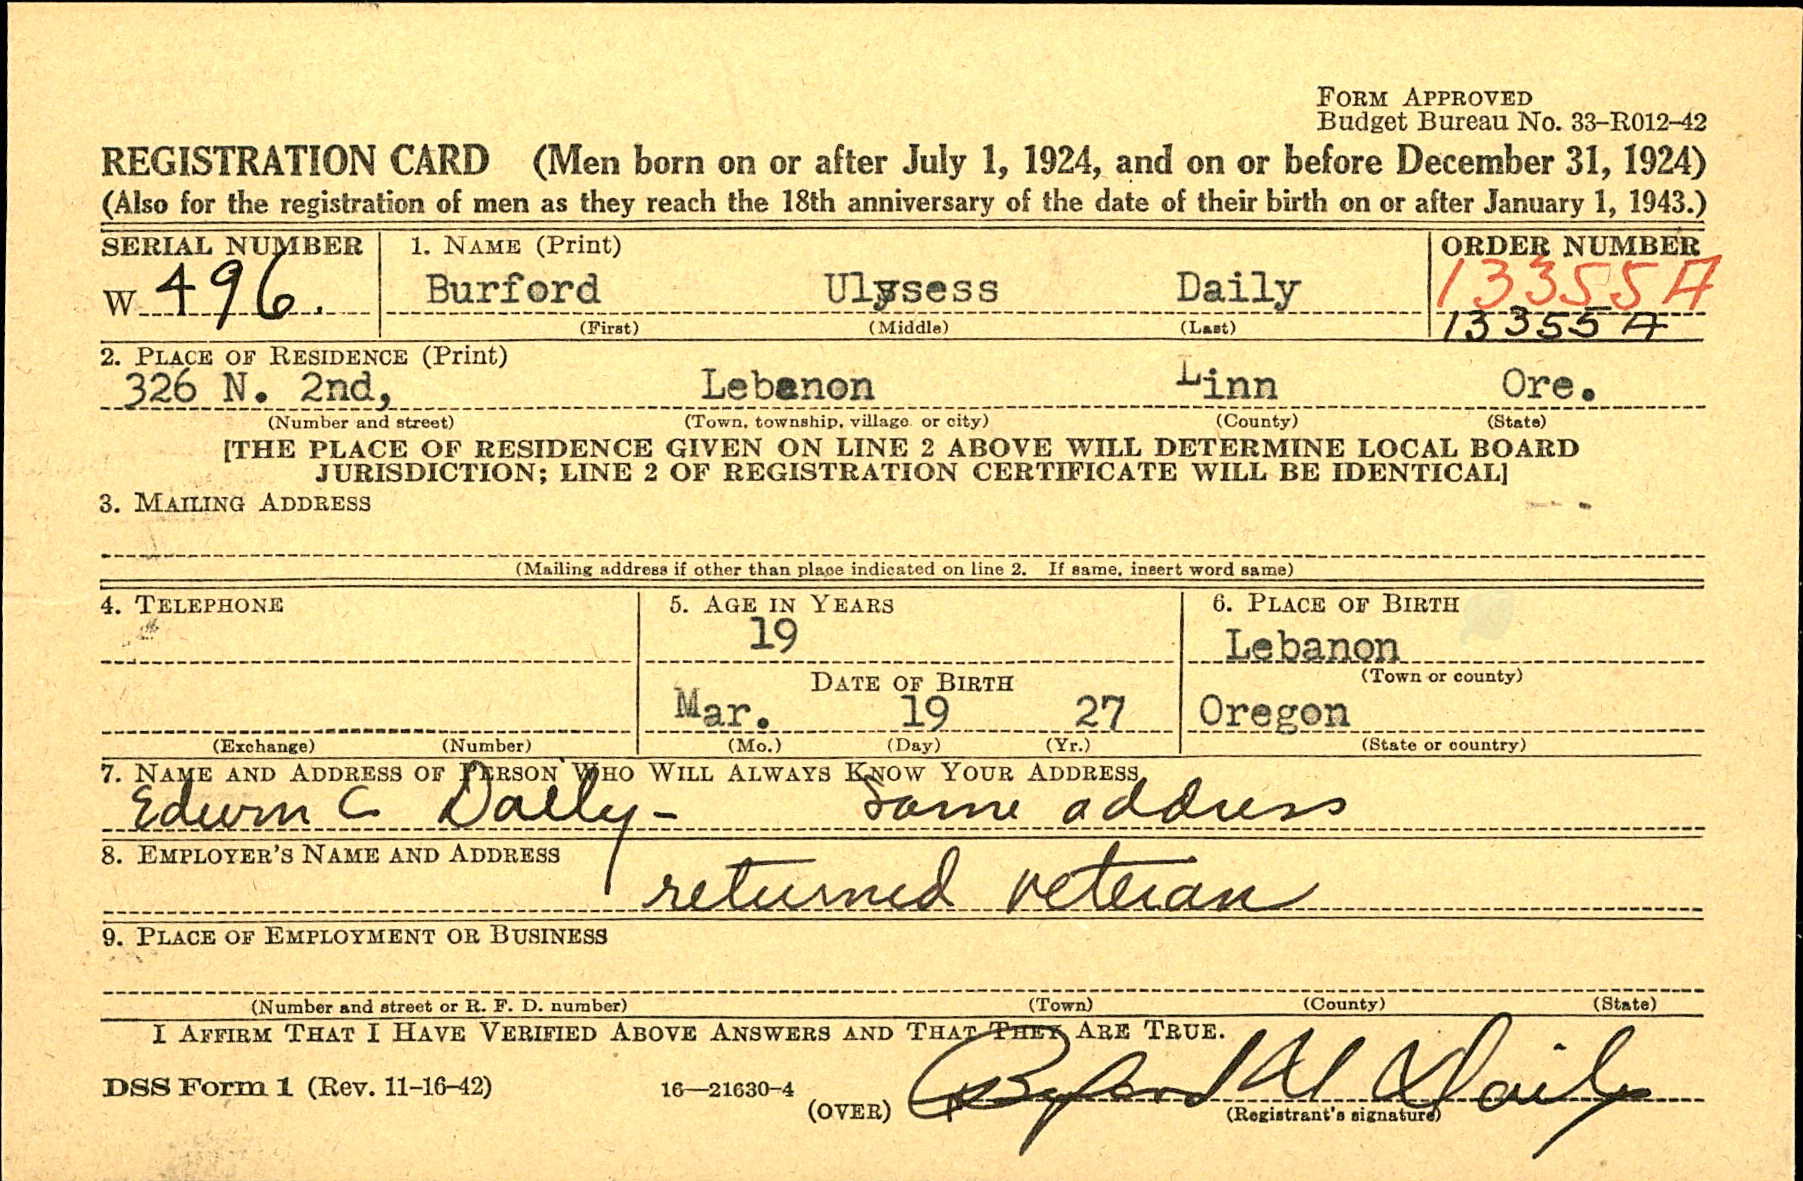 FORM APPROVED
Budget Bureau No. 33–R012–42
REGISTRATION CARD (Men born on or after July 1, 1924, and on or before December 31, 1924)
(Also for the registration of men as they reach the 18th anniversary of the date of their birth on or after January 1, 1943.)
SERIAL NUMBER 1. NAME (Print) ORDER NUMBER
W 496. Burford Ulysess Daily 13355A
(First) (Middle) (Last) 13355A
2. PLACE OF RESIDENCE (Print)
326 N. 2nd, Lebanon Linn Ore.
(Number and street) (Town, township, village or city) (County) (State)
[THE PLACE OF RESIDENCE GIVEN ON LINE 2 ABOVE WILL DETERMINE LOCAL BOARD
JURISDICTION; LINE 2 OF REGISTRATION CERTIFICATE WILL BE IDENTICAL]
3. MAILING ADDRESS
(Mailing address if other than place indicated on line 2. If same, insert word same)
4. TELEPHONE 5. AGE IN YEARS 6. PLACE OF BIRTH
19 Lebanon
(Town or county)
DATE OF BIRTH
Mar. 19 27 Oregon
(Exchange) (Number) (Mo.) (Day) (Yr.) (State or country)
7. NAME AND ADDRESS OF PERSON WHO WILL ALWAYS KNOW YOUR ADDRESS
Edwin C Daily - Same address
8. EMPLOYER'S NAME AND ADDRESS
returned veteran
9. PLACE OF EMPLOYMENT OR BUSINESS
(Number and street or R. F. D. number) (Town) (County) (State)
I AFFIRM THAT I HAVE VERIFIED ABOVE ANSWERS AND THAT THEY ARE TRUE.
DSS Form 1 (Rev. 11-16-42) 16—21630-4 (OVER) Burford U Daily
(Registrant's signature)